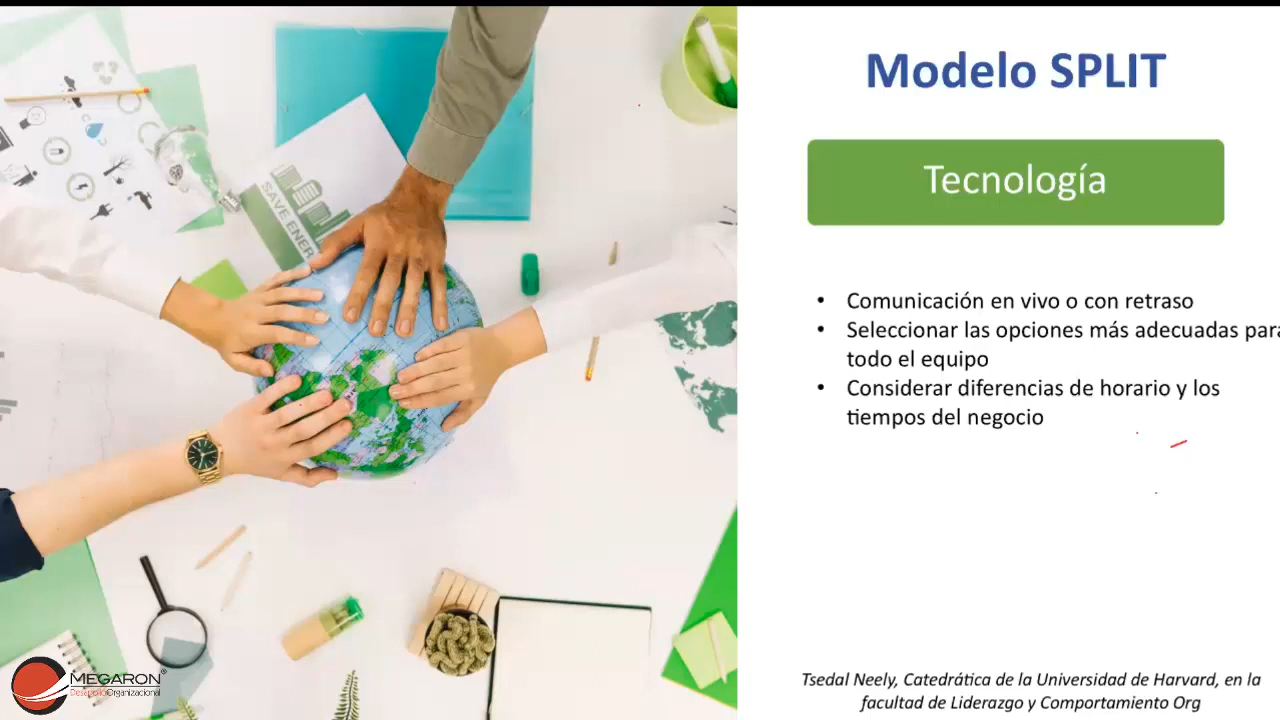 Modelo SPLIT
Tecnología
• Comunicación en vivo o con retraso
• Seleccionar las opciones más adecuadas para
todo el equipo
• Considerar diferencias de horario y los
tiempos del negocio
Tsedal Neely, Catedrática de la Universidad de Harvard, en la
facultad de Liderazgo y Comportamiento Org
SAVE ENER
MEGARON®
Desarrollo Organizacional